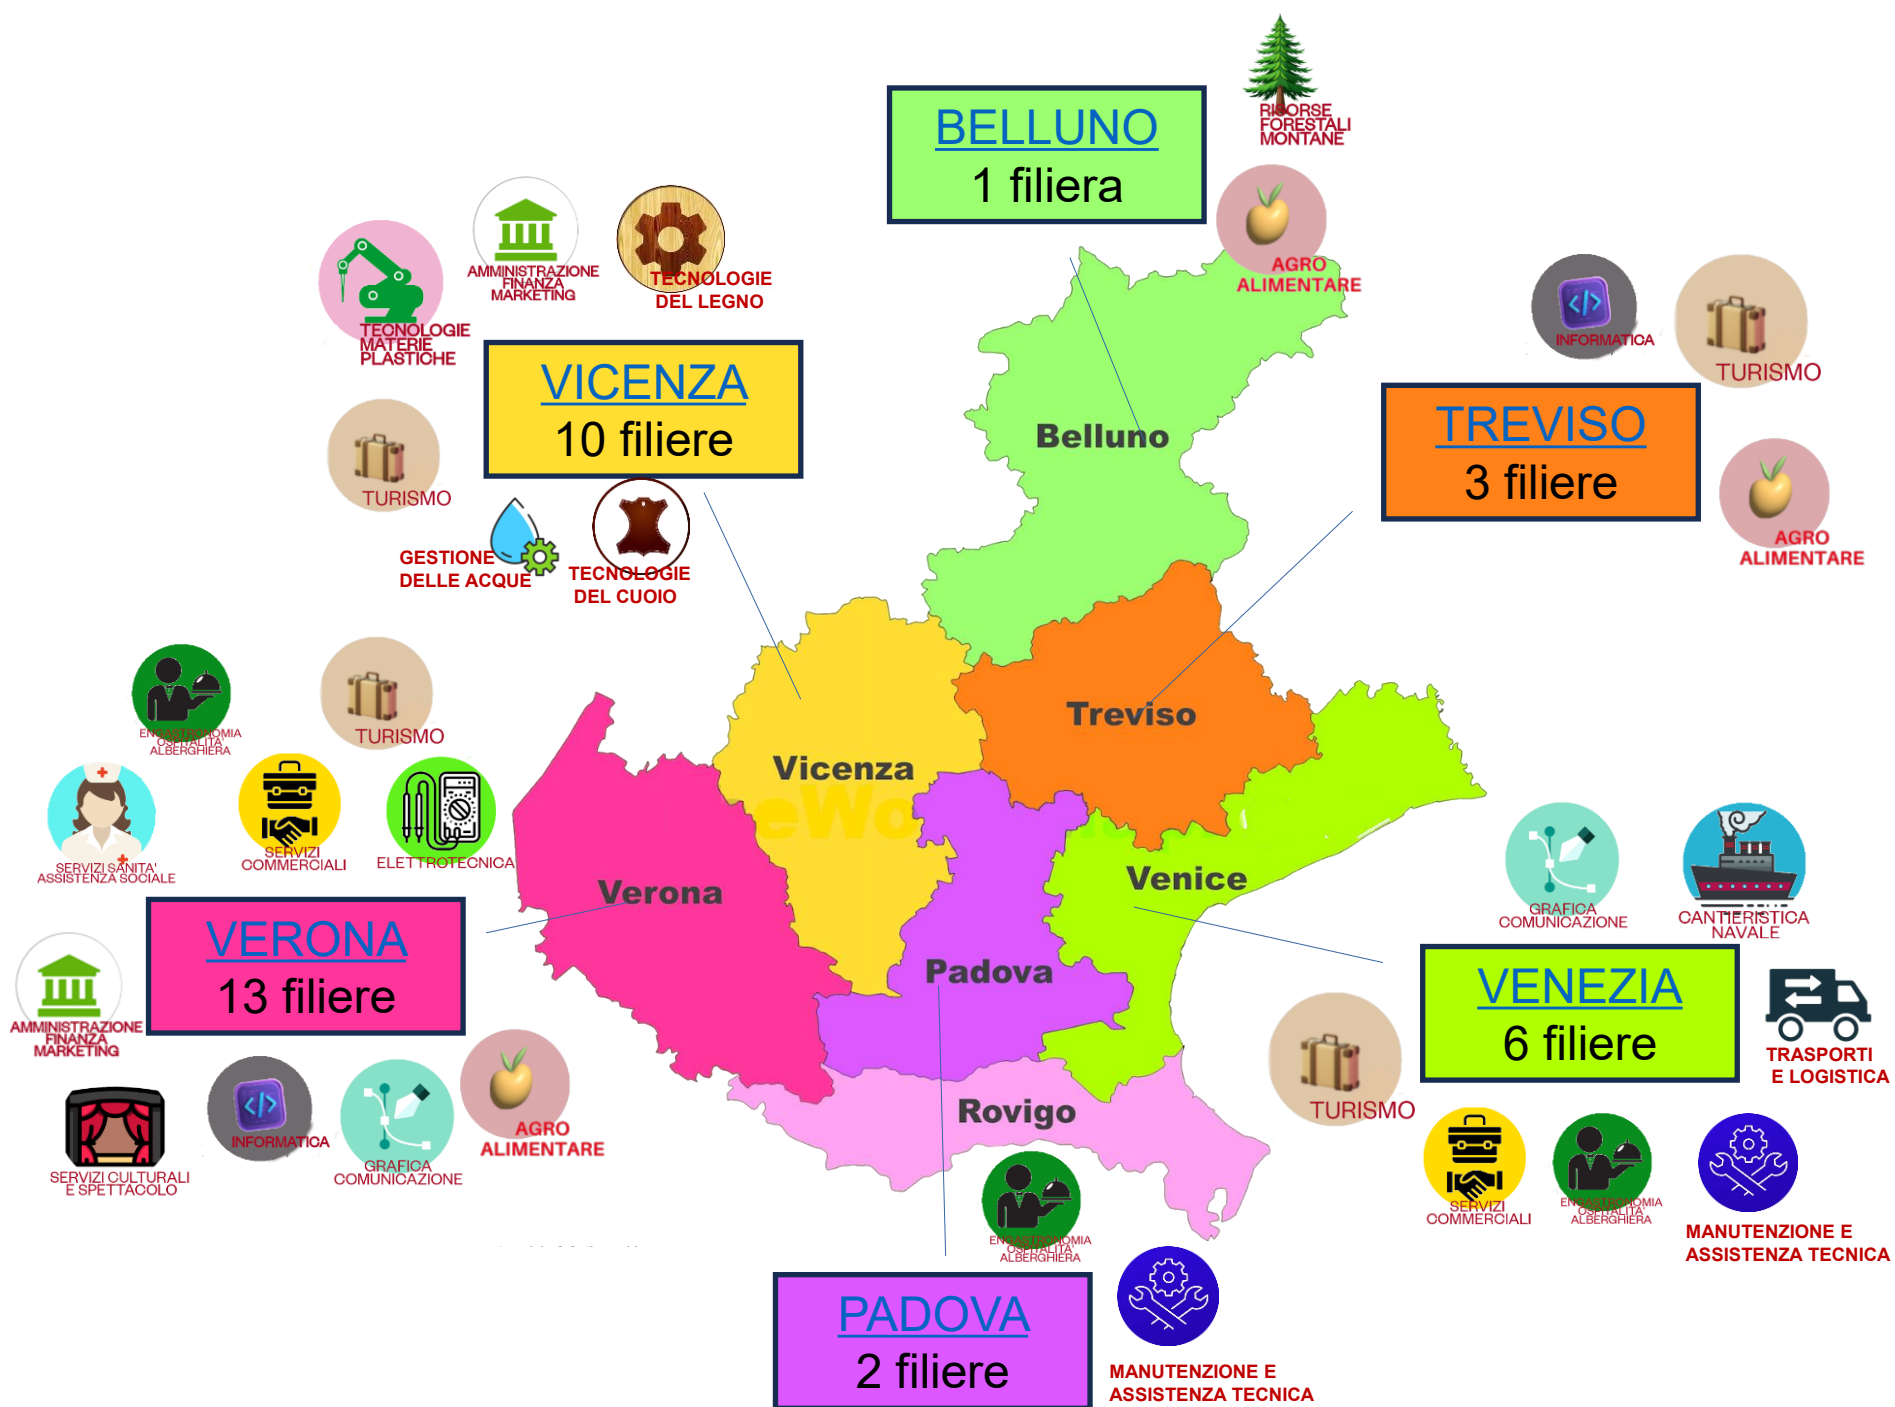 RISORSE
FORESTALI
MONTANE
BELLUNO
1 filiera
AGRO
ALIMENTARE
AMMINISTRAZIONE
FINANZA
MARKETING
TECNOLOGIE
DEL LEGNO
TECNOLOGIE
MATERIE
PLASTICHE
VICENZA
10 filiere
TURISMO
GESTIONE
DELLE ACQUE
TECNOLOGIE
DEL CUOIO
INFORMATICA
TURISMO
TREVISO
3 filiere
AGRO
ALIMENTARE
Belluno
Treviso
Vicenza
Venice
Verona
Padova
Rovigo
ENGASTRONOMIA
OSPITALITA'
ALBERGHIERA
TURISMO
SERVIZI SANITA'
ASSISTENZA SOCIALE
SERVIZI
COMMERCIALI
ELETTROTECNICA
VERONA
13 filiere
AMMINISTRAZIONE
FINANZA
MARKETING
SERVIZI CULTURALI
E SPETTACOLO
INFORMATICA
GRAFICA
COMUNICAZIONE
AGRO
ALIMENTARE
GRAFICA
COMUNICAZIONE
CANTIERISTICA
NAVALE
VENEZIA
6 filiere
TRASPORTI
E LOGISTICA
TURISMO
SERVIZI
COMMERCIALI
ENGASTRONOMIA
OSPITALITA'
ALBERGHIERA
MANUTENZIONE E
ASSISTENZA TECNICA
ENGASTRONOMIA
OSPITALITA'
ALBERGHIERA
PADOVA
2 filiere
MANUTENZIONE E
ASSISTENZA TECNICA